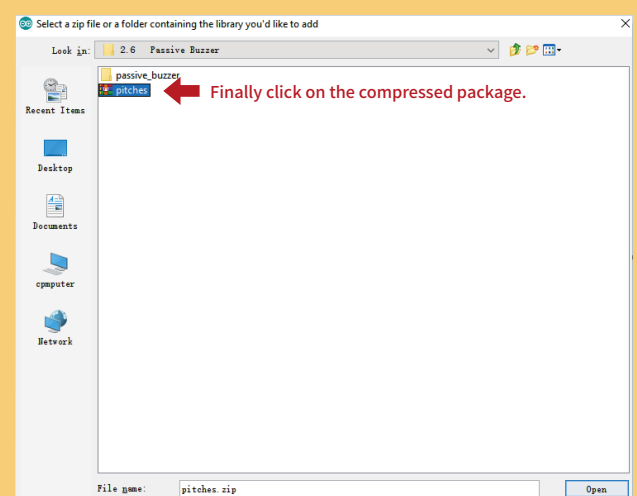 Select a zip file or a folder containing the library you'd like to add
Look in: 2.6 Passive Buzzer
passive_buzzer
pitches
Finally click on the compressed package.
Recent Items
Desktop
Documents
cpmputer
Network
File name: pitches.zip Open